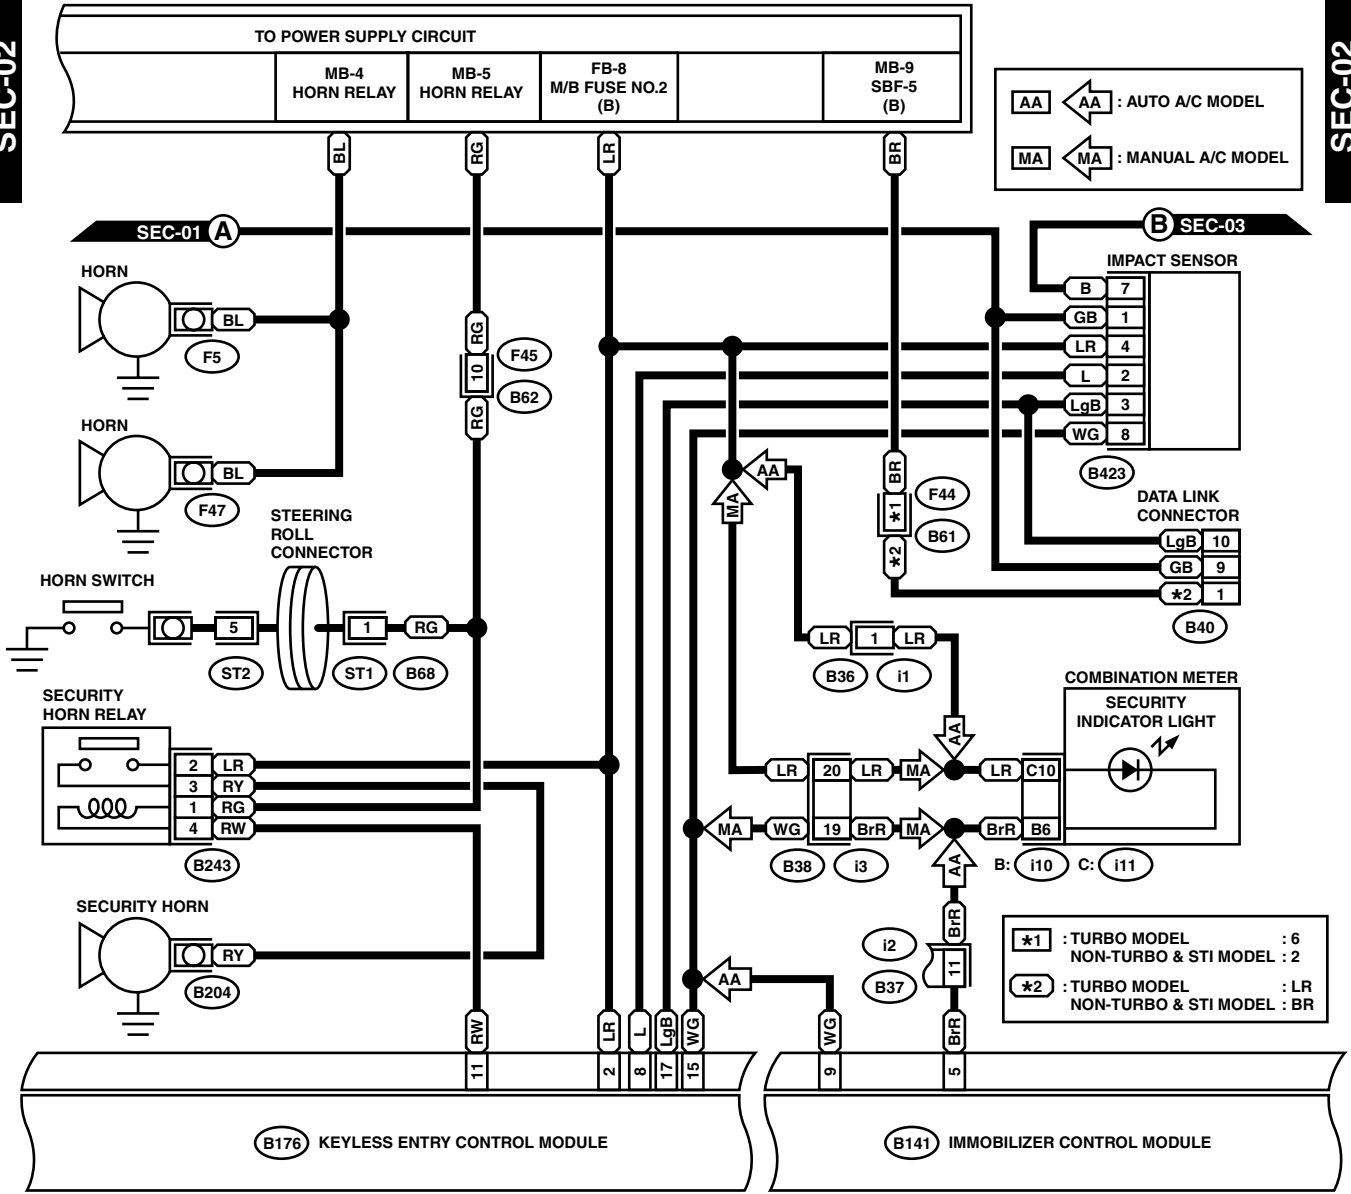 SEC-02
SEC-02
TO POWER SUPPLY CIRCUIT
MB-4
HORN RELAY
MB-5
HORN RELAY
FB-8
M/B FUSE NO.2
(B)
MB-9
SBF-5
(B)
AA
AA
: AUTO A/C MODEL
MA
MA
: MANUAL A/C MODEL
BL
RG
LR
BR
SEC-01
A
B
SEC-03
HORN
BL
F5
RG
10
RG
F45
B62
IMPACT SENSOR
B
7
GB
1
LR
4
L
2
LgB
3
WG
8
B423
HORN
BL
F47
AA
MA
BR
*1
*2
F44
B61
DATA LINK
CONNECTOR
LgB
10
GB
9
*2
1
B40
STEERING
ROLL
CONNECTOR
HORN SWITCH
5
1
RG
ST2
ST1
B68
LR
1
LR
B36
i1
AA
SECURITY
HORN RELAY
2
LR
3
RY
1
RG
4
RW
B243
COMBINATION METER
SECURITY
INDICATOR LIGHT
LR
20
LR
MA
LR
C10
MA
WG
19
BrR
MA
BrR
B6
B38
i3
AA
B:
i10
C:
i11
SECURITY HORN
RY
B204
BrR
i2
11
B37
*1
: TURBO MODEL
: 6
NON-TURBO & STI MODEL
: 2
*2
: TURBO MODEL
: LR
NON-TURBO & STI MODEL
: BR
AA
RW
LR
L
LgB
WG
WG
BrR
11
2
8
17
15
9
5
B176
KEYLESS ENTRY CONTROL MODULE
B141
IMMOBILIZER CONTROL MODULE